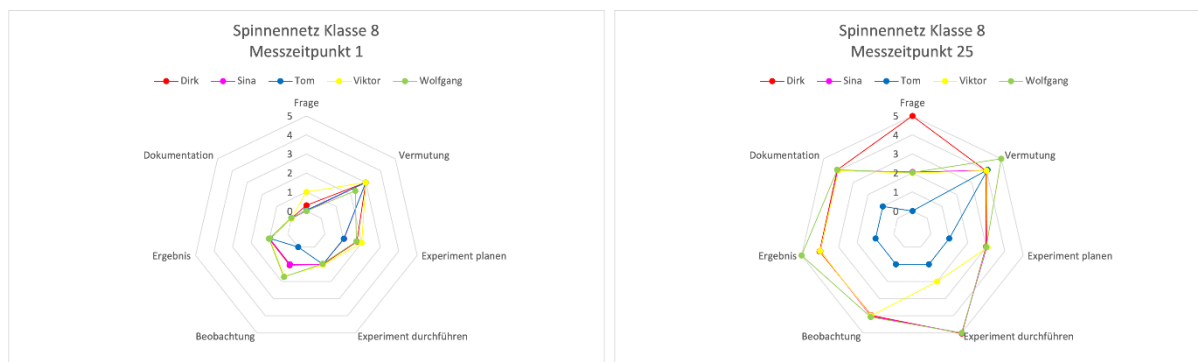 Spinnennetz Klasse 8
Messzeitpunkt 1
Dirk Sina Tom Viktor Wolfgang
Frage
5
4
3
2
1
0
Vermutung
Experiment planen
Experiment durchführen
Beobachtung
Ergebnis
Dokumentation
Spinnennetz Klasse 8
Messzeitpunkt 25
Dirk Sina Tom Viktor Wolfgang
Frage
5
4
3
2
1
0
Vermutung
Experiment planen
Experiment durchführen
Beobachtung
Ergebnis
Dokumentation